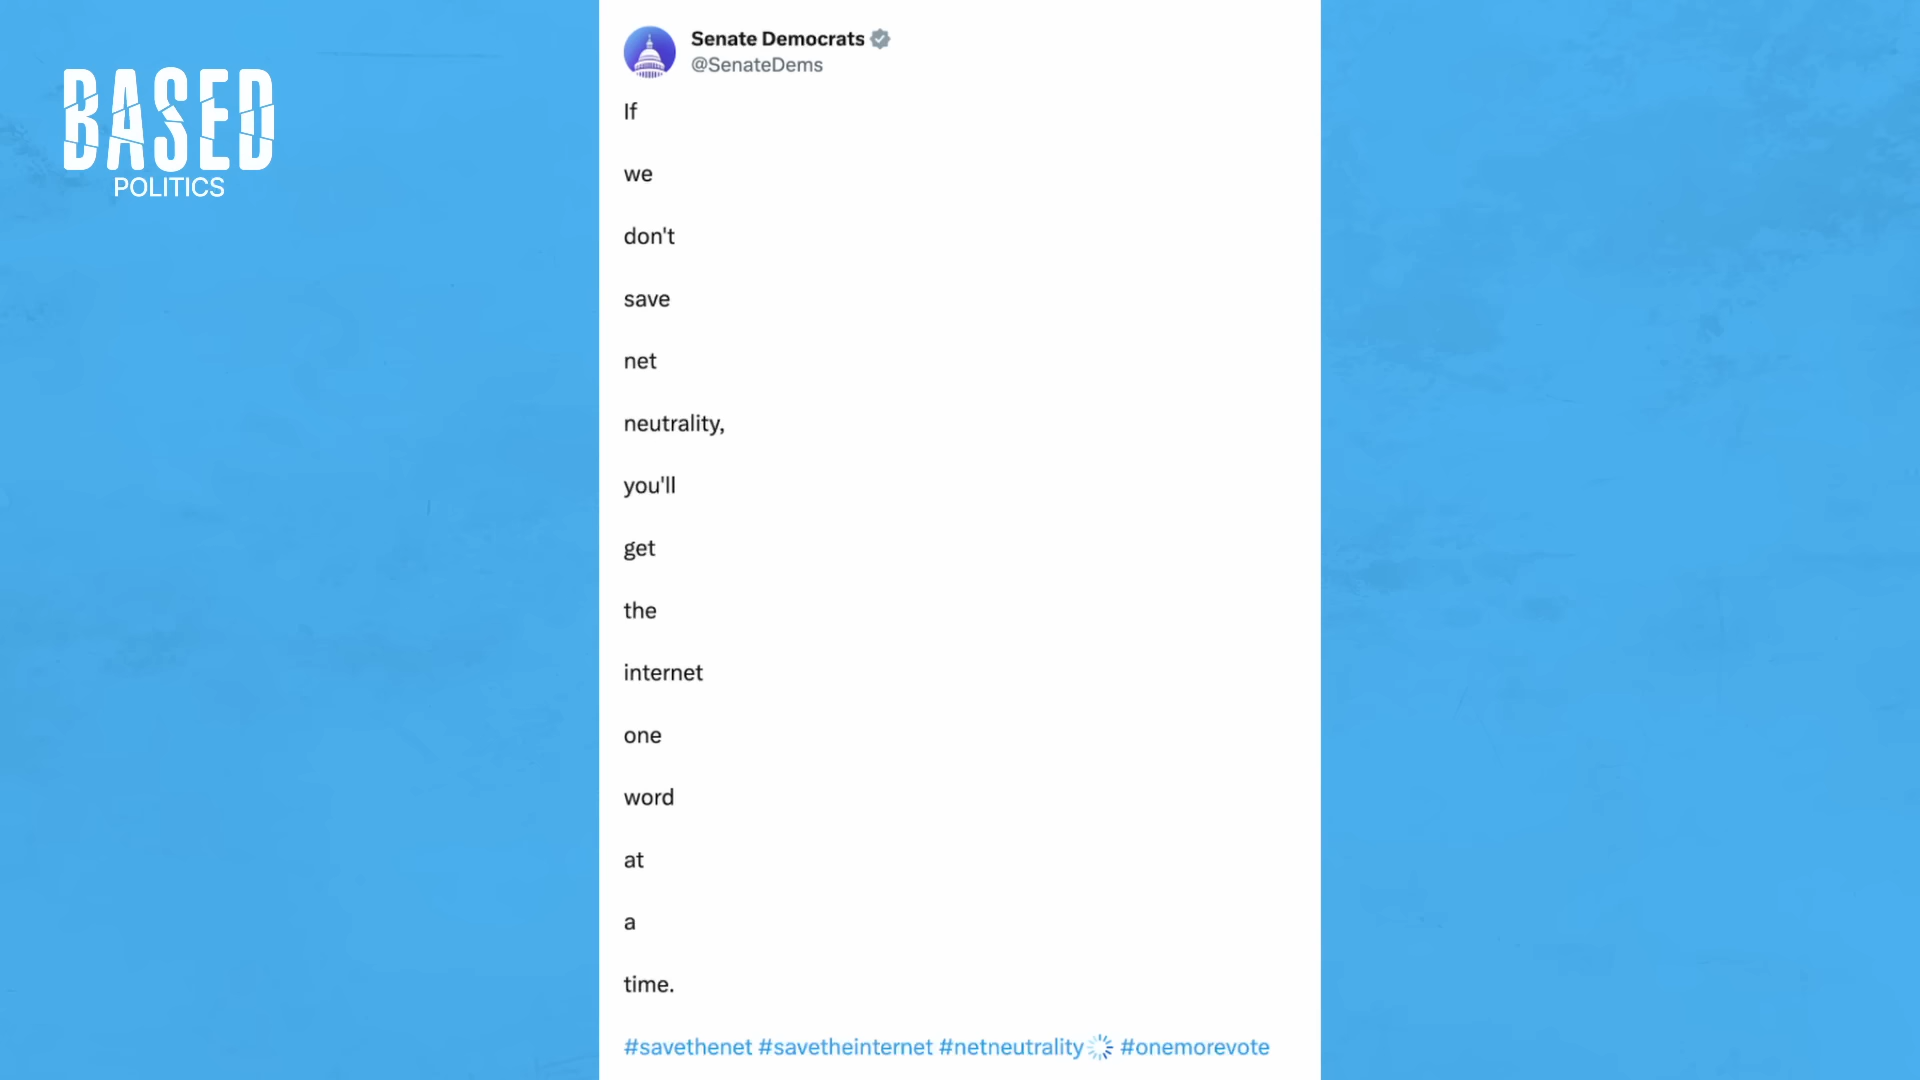 BASED
POLITICS
Senate Democrats
@SenateDems
If
we
don't
save
net
neutrality,
you'll
get
the
internet
one
word
at
a
time.
#savethenet #savetheinternet #netneutrality #onemorevote